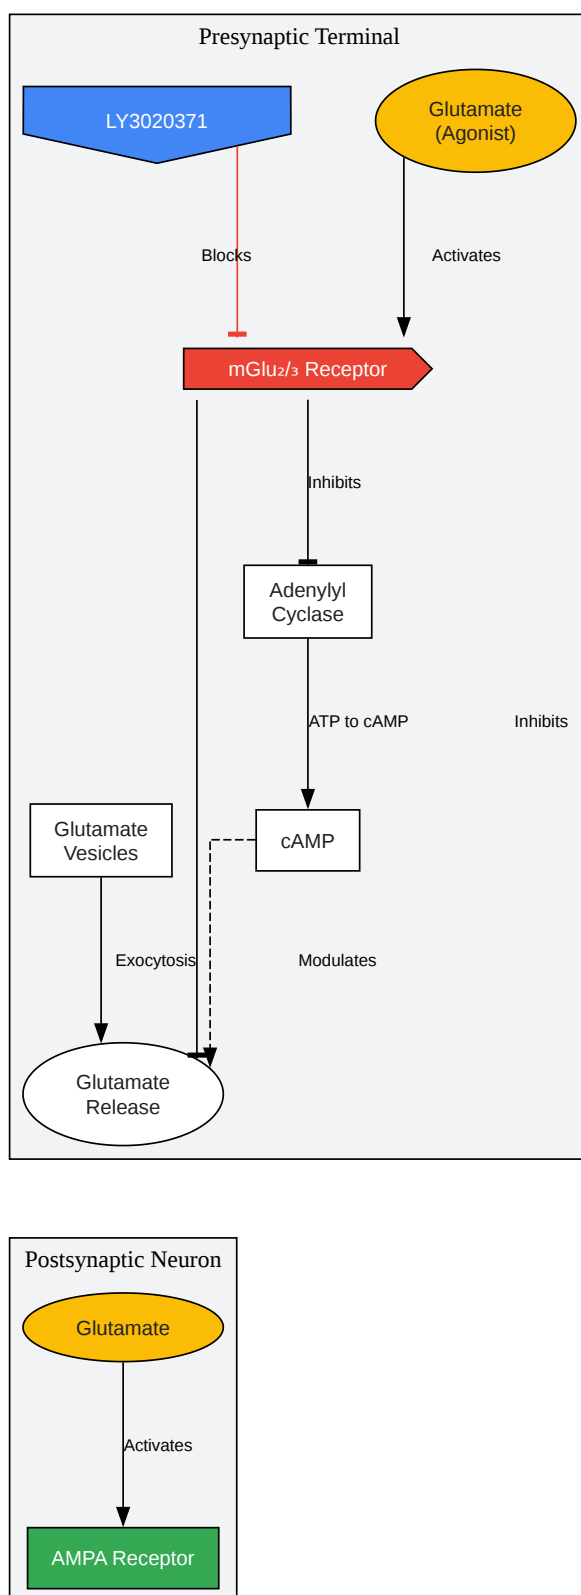 Presynaptic Terminal
LY3020371
Glutamate
(Agonist)
Blocks
Activates
mGlu₂/₃ Receptor
Inhibits
Adenylyl
Cyclase
ATP to cAMP
Inhibits
Glutamate
Vesicles
cAMP
Exocytosis
Modulates
Glutamate
Release
Postsynaptic Neuron
Glutamate
Activates
AMPA Receptor